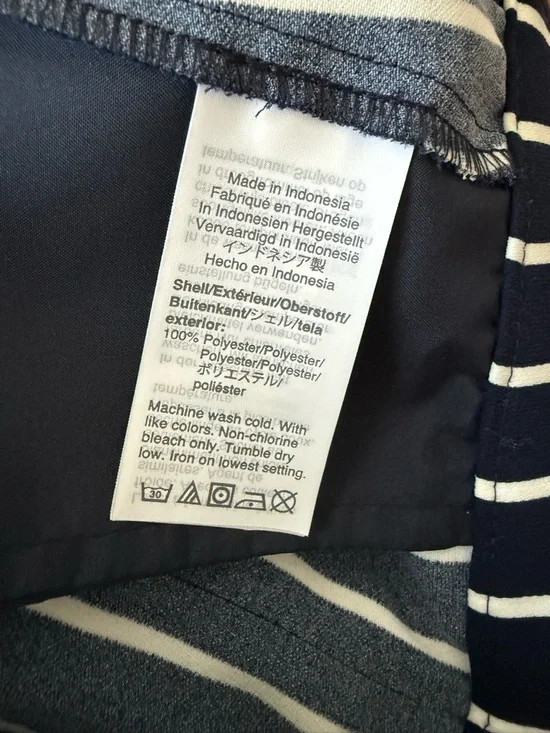 Made in Indonesia
Fabriqué en Indonésie
In Indonesien Hergestellt
Vervaardigd in Indonesië
インドネシア製
Hecho en Indonesia
Shell/Extérieur/Oberstoff/
Buitenkant/シェル/tela
exterior:
100% Polyester/Polyester/
Polyester/Polyester/
ポリエステル/
poliéster
Machine wash cold. With
like colors. Non-chlorine
bleach only. Tumble dry
low. Iron on lowest setting.
30